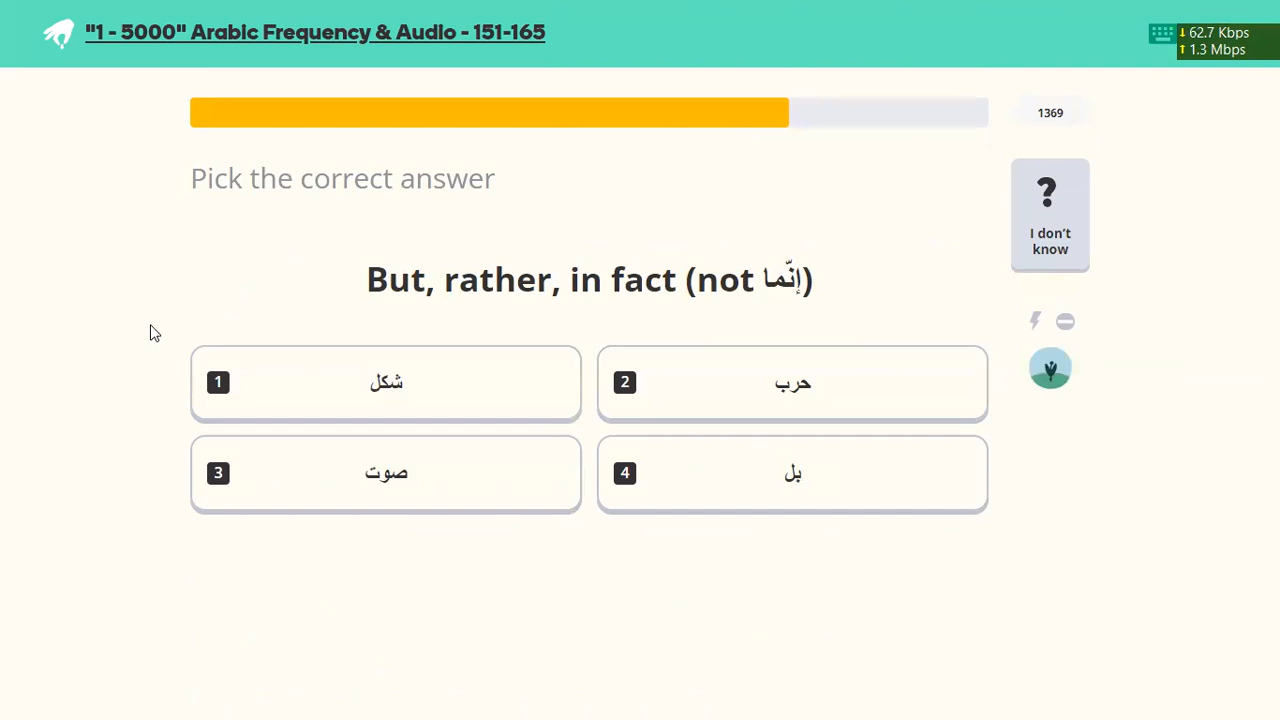 "1 - 5000" Arabic Frequency & Audio - 151-165
↓ 62.7 Kbps
↑ 1.3 Mbps
1369
Pick the correct answer
?
I don't
know
But, rather, in fact (not إنّما)
1 شكل
2 حرب
3 صوت
4 بل